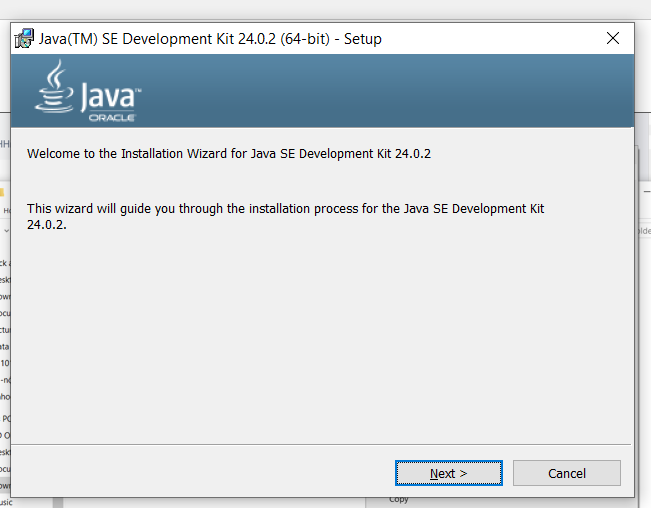 Java(TM) SE Development Kit 24.0.2 (64-bit) - Setup
Java™
ORACLE
Welcome to the Installation Wizard for Java SE Development Kit 24.0.2
This wizard will guide you through the installation process for the Java SE Development Kit
24.0.2.
Next >
Cancel
Copy